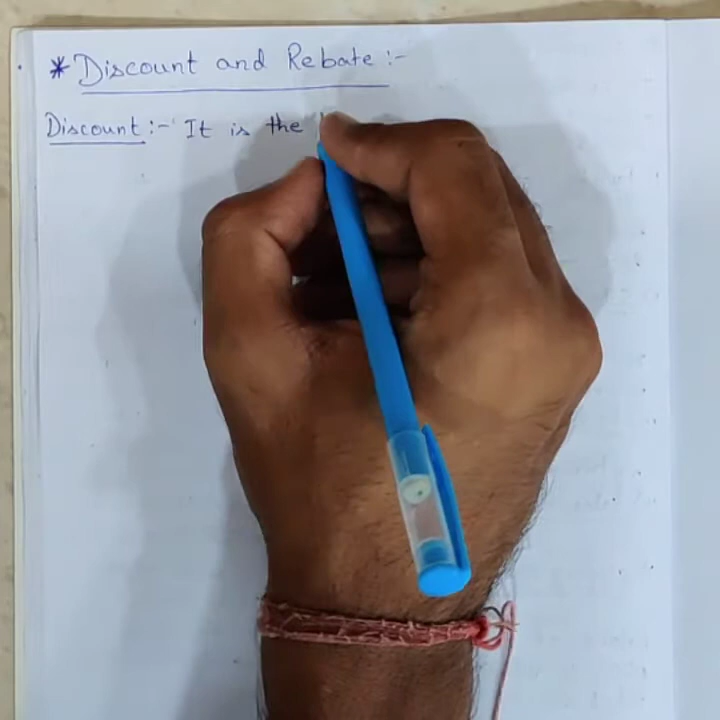 * Discount and Rebate :-
Discount :- It is the